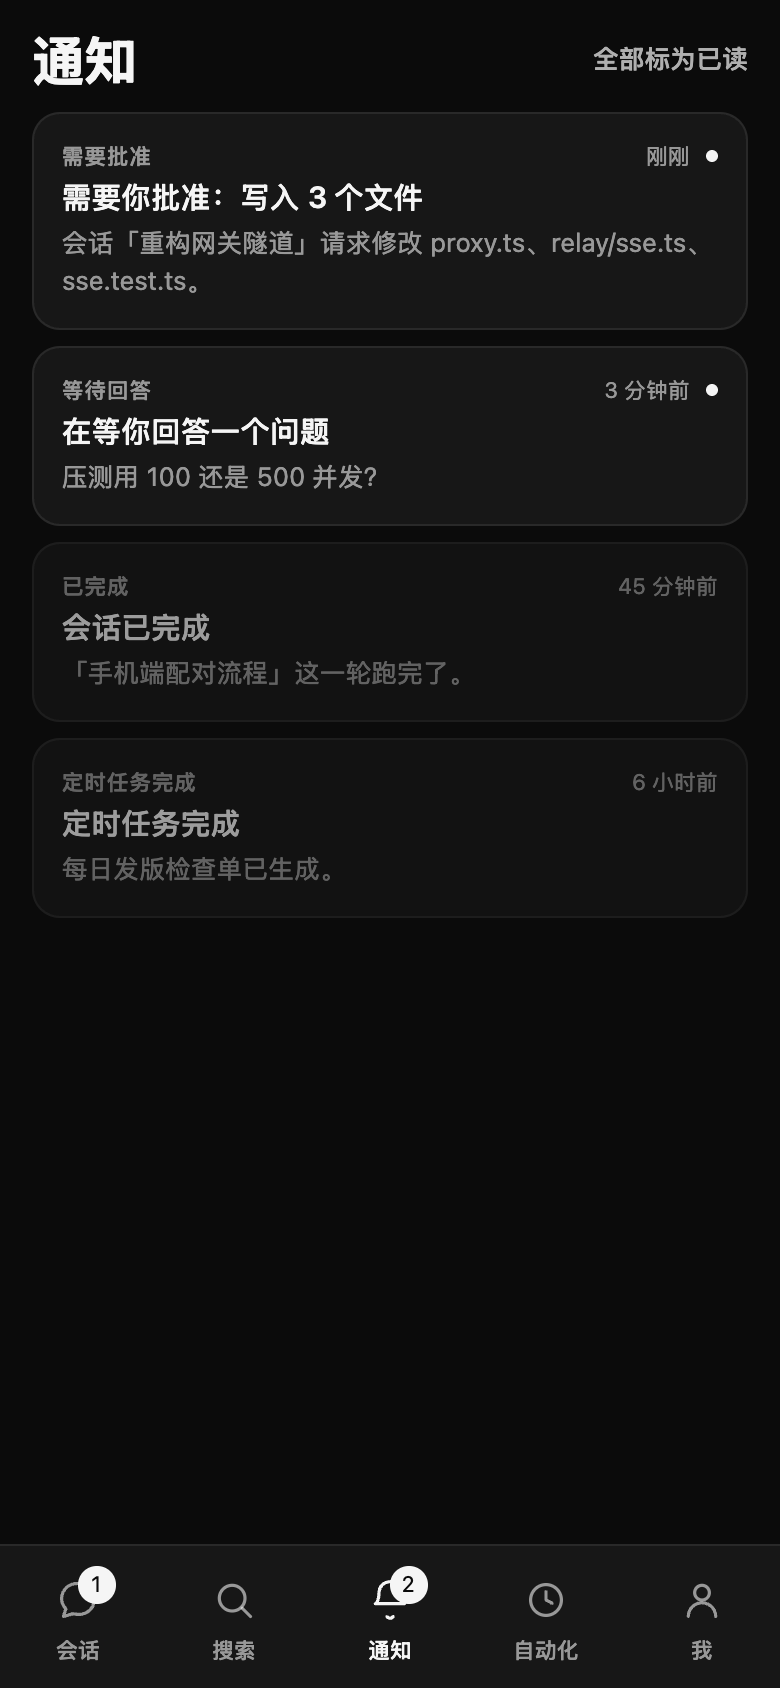 通知
全部标为已读
需要批准
刚刚
需要你批准：写入 3 个文件
会话「重构网关隧道」请求修改 proxy.ts、relay/sse.ts、
sse.test.ts。
等待回答
3 分钟前
在等你回答一个问题
压测用 100 还是 500 并发?
已完成
45 分钟前
会话已完成
「手机端配对流程」这一轮跑完了。
定时任务完成
6 小时前
定时任务完成
每日发版检查单已生成。
1
2
会话
搜索
通知
自动化
我